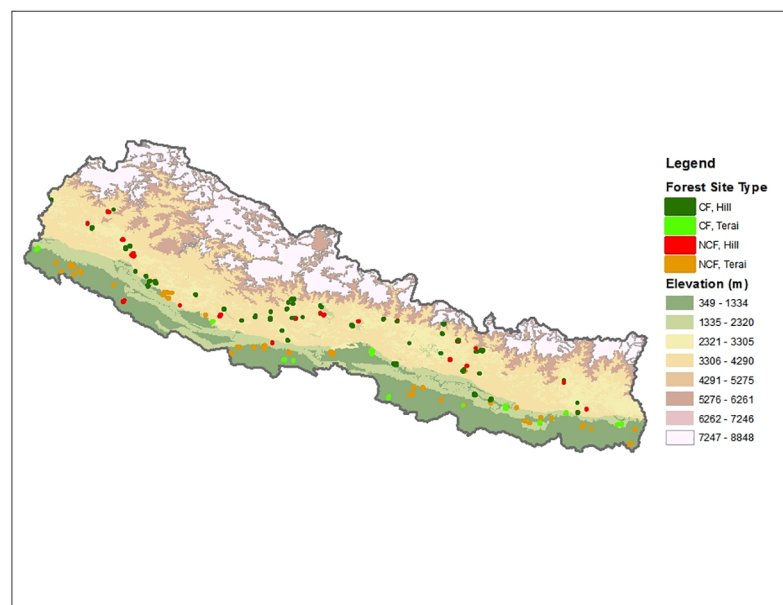 Legend
Forest Site Type
CF, Hill
CF, Terai
NCF, Hill
NCF, Terai
Elevation (m)
349 - 1334
1335 - 2320
2321 - 3305
3306 - 4290
4291 - 5275
5276 - 6261
6262 - 7246
7247 - 8848